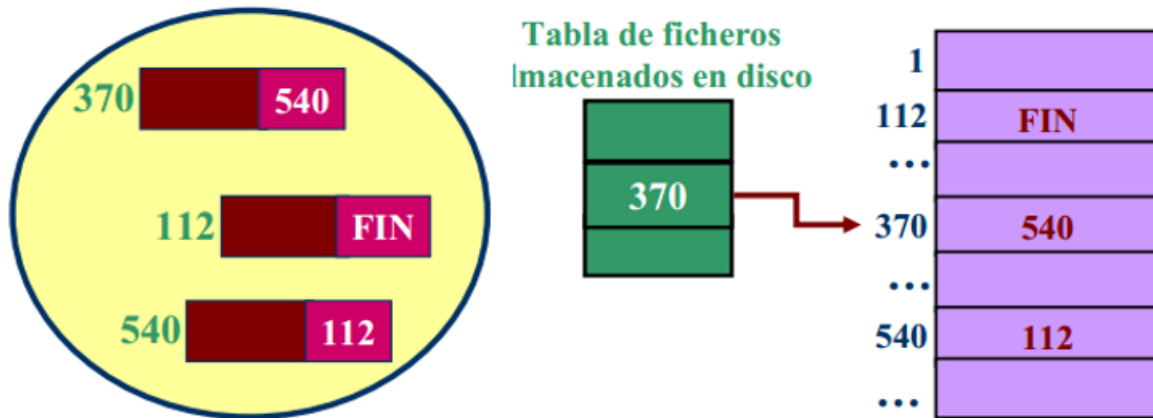 370 540
112 FIN
540 112
Tabla de ficheros
lmacenados en disco
370
1
112 FIN
...
370 540
...
540 112
...